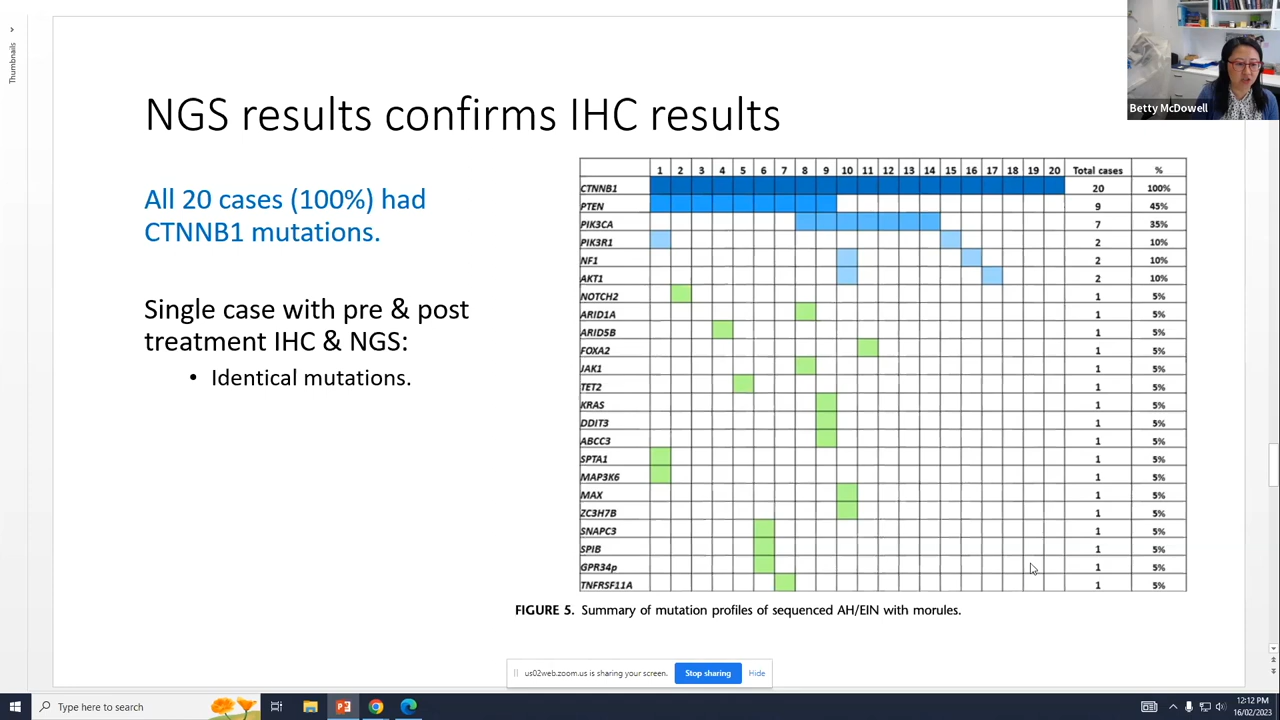 Thumbnails
Betty McDowell
NGS results confirms IHC results
All 20 cases (100%) had
CTNNB1 mutations.
Single case with pre & post
treatment IHC & NGS:
• Identical mutations.
1 2 3 4 5 6 7 8 9 10 11 12 13 14 15 16 17 18 19 20 Total cases %
CTNNB1 20 100%
PTEN 9 45%
PIK3CA 7 35%
PIK3R1 2 10%
NF1 2 10%
AKT1 2 10%
NOTCH2 1 5%
ARID1A 1 5%
ARID5B 1 5%
FOXA2 1 5%
JAK1 1 5%
TET2 1 5%
KRAS 1 5%
DDIT3 1 5%
ABCC3 1 5%
SPTA1 1 5%
MAP3K6 1 5%
MAX 1 5%
ZC3H7B 1 5%
SNAPC3 1 5%
SPIB 1 5%
GPR34p 1 5%
TNFRSF11A 1 5%
FIGURE 5. Summary of mutation profiles of sequenced AH/EIN with morules.
us02web.zoom.us is sharing your screen. Stop sharing Hide
Type here to search
12:12 PM
16/02/2023